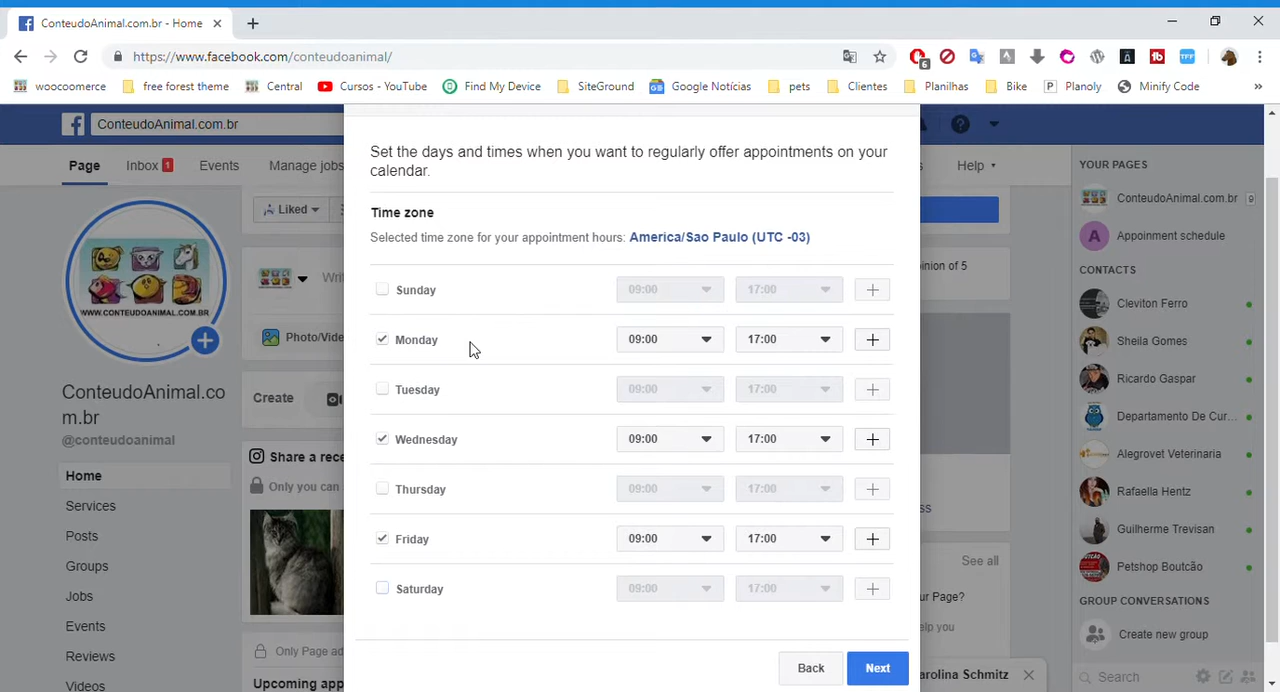 ConteudoAnimal.com.br - Home
https://www.facebook.com/conteudoanimal/
6
woocoomerce
free forest theme
Central
Cursos - YouTube
Find My Device
SiteGround
Google Notícias
pets
Clientes
Planilhas
Bike
Planoly
Minify Code
»
ConteudoAnimal.com.br
Page
Inbox 1
Events
Manage jobs
Help
Liked
Photo/Vide
Create
WWW.CONTEUDOANIMAL.COM.BR
ConteudoAnimal.co
m.br
@conteudoanimal
Home
Services
Posts
Groups
Jobs
Events
Reviews
Videos
Share a rece
Only you can
Only Page ad
Upcoming app
Set the days and times when you want to regularly offer appointments on your
calendar.
Time zone
Selected time zone for your appointment hours: America/Sao Paulo (UTC -03)
Sunday 09:00 17:00 +
Monday 09:00 17:00 +
Tuesday 09:00 17:00 +
Wednesday 09:00 17:00 +
Thursday 09:00 17:00 +
Friday 09:00 17:00 +
Saturday 09:00 17:00 +
Back
Next
pinion of 5
See all
ur Page?
elp you
arolina Schmitz
YOUR PAGES
ConteudoAnimal.com.br 9
A Appoinment schedule
CONTACTS
Cleviton Ferro
Sheila Gomes
Ricardo Gaspar
Departamento De Cur...
Alegrovet Veterinaria
Rafaella Hentz
Guilherme Trevisan
Petshop Boutcão
GROUP CONVERSATIONS
Create new group
Search